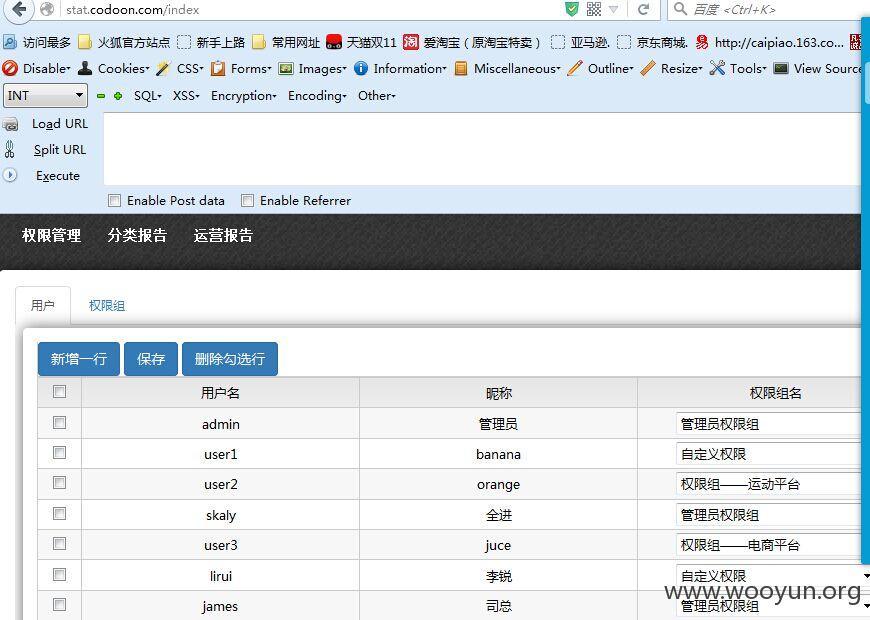 stat.codoon.com/index
百度 <Ctrl+K>
访问最多 火狐官方站点 新手上路 常用网址 天猫双11 淘 爱淘宝（原淘宝特卖） 亚马逊. 京东商城. 易 http://caipiao.163.co...
Disable Cookies CSS Forms Images Information Miscellaneous Outline Resize Tools View Source
INT SQL XSS Encryption Encoding Other
Load URL
Split URL
Execute
Enable Post data Enable Referrer
权限管理 分类报告 运营报告
用户 权限组
新增一行 保存 删除勾选行
用户名 昵称 权限组名
admin 管理员 管理员权限组
user1 banana 自定义权限
user2 orange 权限组——运动平台
skaly 全进 管理员权限组
user3 juce 权限组——电商平台
lirui 李锐 自定义权限
james 司总 管理员权限组
www.wooyun.org